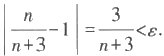 |n/(n+3) − 1| = 3/(n+3) < ε.